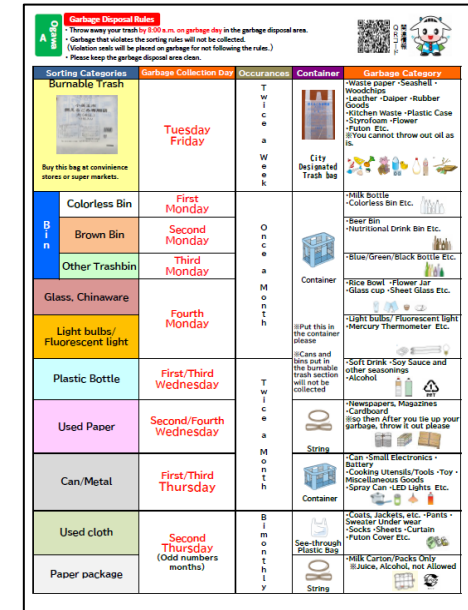 Ogawa
A
Garbage Disposal Rules
・Throw away your trash by 8:00 a.m. on garbage day in the garbage disposal area.
・Garbage that violates the sorting rules will not be collected.
(Violation seals will be placed on garbage for not following the rules..)
・Please keep the garbage disposal area clean.
Sorting Categories
Garbage Collection Day
Occurances
Container
Garbage Category
Burnable Trash
Buy this bag at convinience
stores or super markets.
Tuesday
Friday
Twice a Week
City
Designated
Trash bag
・Waste paper ・Seashell・
Woodchips
・Leather ・Daiper ・Rubber
Goods
・Kitchen Waste ・Plastic Case
・Styrofoam ・Flower
・Futon Etc.
※You cannot throw out oil as
is.
Bin
Colorless Bin
First
Monday
Once a Month
Container
・Milk Bottle
・Colorless Bin Etc.
Brown Bin
Second
Monday
・Beer Bin
・Nutritional Drink Bin Etc.
Other Trashbin
Third
Monday
・Blue/Green/Black Bottle Etc.
Glass, Chinaware
Fourth
Monday
・Rice Bowl ・Flower Jar
・Glass cup ・Sheet Glass Etc.
Light bulbs/
Fluorescent light
・Light bulbs/ Fluorescent light
・Mercury Thermometer Etc.
※Put this in
the container
please
※Cans and
bins put in
the burnable
trash section
will not be
collected
Plastic Bottle
First/Third
Wednesday
Twice a Month
・Soft Drink ・Soy Sauce and
other seasonings
・Alcohol
Used Paper
Second/Fourth
Wednesday
String
・Newspapers, Magazines
・Cardboard
※so then After you tie up your
garbage, throw it out please
Can/Metal
First/Third
Thursday
Container
・Can ・Small Electronics ・
Battery
・Cooking Utensils/Tools ・Toy・
Miscellaneous Goods
・Spray Can ・LED Lights Etc.
Used cloth
Second
Thursday
(Odd numbers
months)
Bimonthly
See-through
Plastic Bag
・Coats, Jackets, etc. ・Pants・
Sweater Under wear
・Socks ・Sheets ・Curtain
・Futon Cover Etc.
Paper package
String
・Milk Carton/Packs Only
※Juice, Alcohol, not Allowed